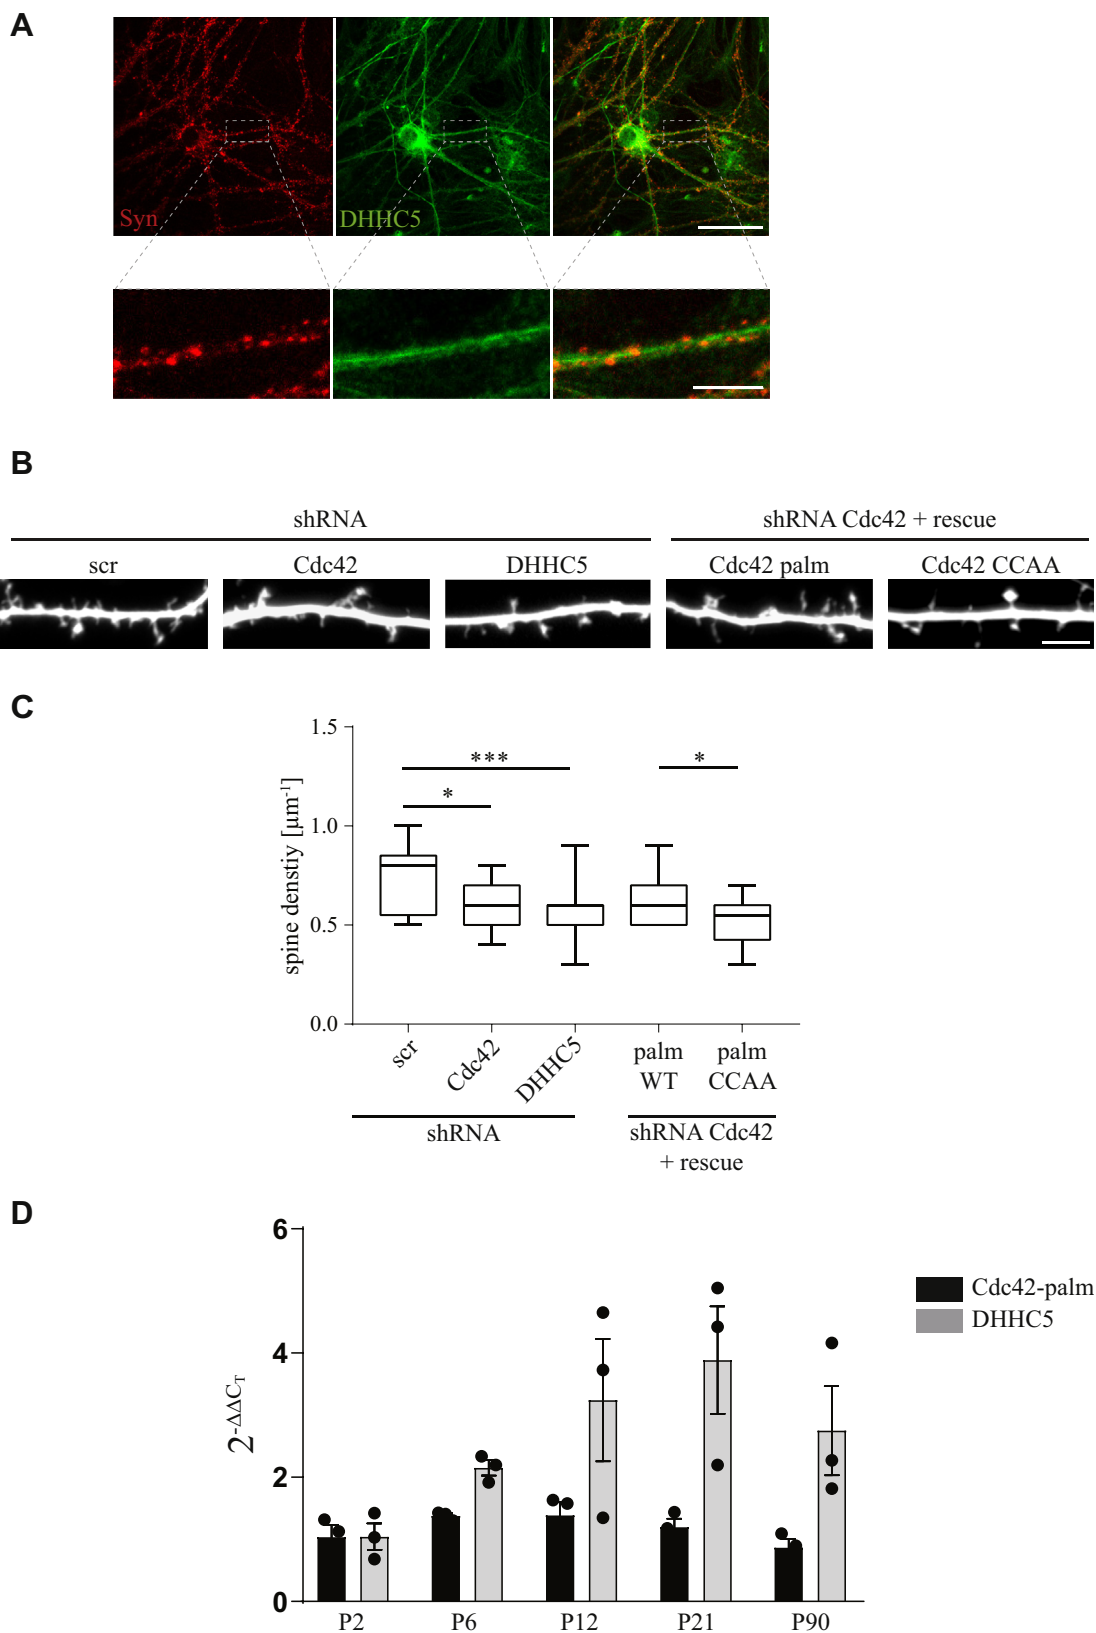 A
Syn
DHHC5
B
shRNA
shRNA Cdc42 + rescue
scr
Cdc42
DHHC5
Cdc42 palm
Cdc42 CCAA
C
1.5
1.0
0.5
0.0
spine denstiy [µm⁻¹]
***
*
*
scr
Cdc42
DHHC5
palm
WT
palm
CCAA
shRNA
shRNA Cdc42
+ rescue
D
6
4
2
0
2^-ΔΔC_T
Cdc42-palm
DHHC5
P2
P6
P12
P21
P90